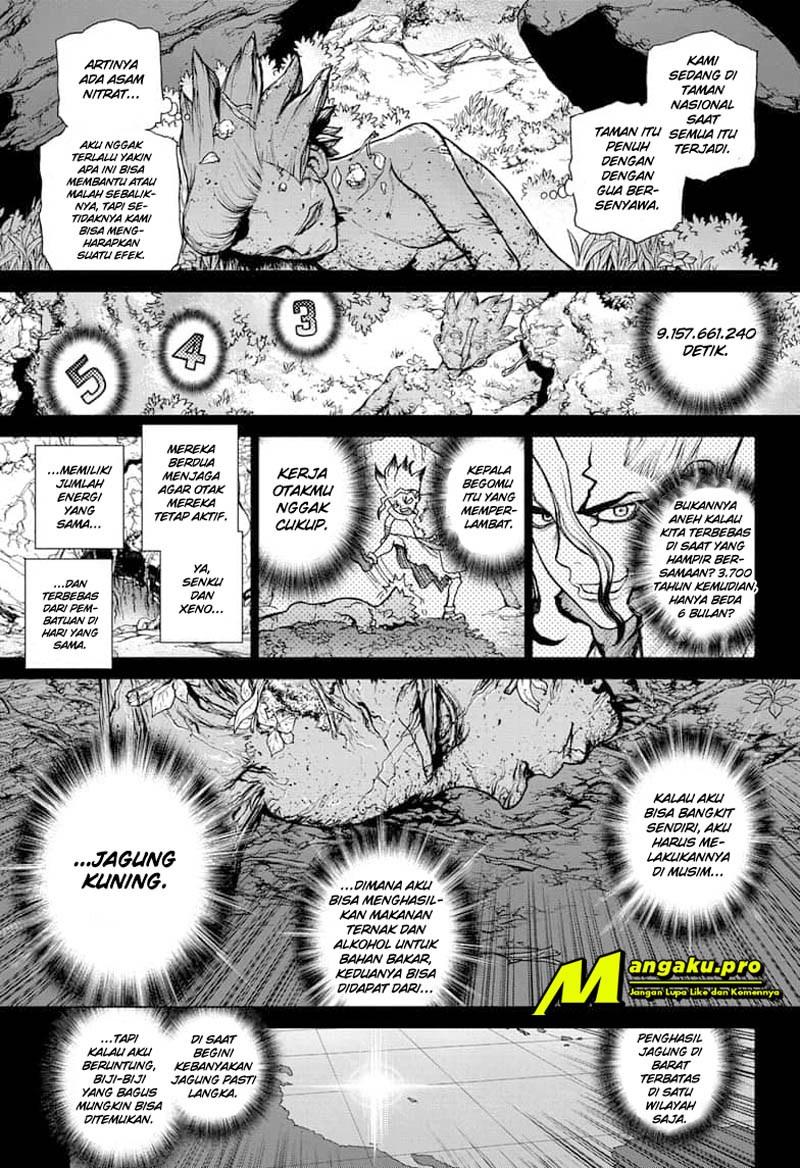 KAMI
SEDANG DI
TAMAN
NASIONAL
SAAT
SEMUA ITU
TERJADI.
TAMAN ITU
PENUH
DENGAN
DENGAN
GUA BER-
SENYAWA.
ARTINYA
ADA ASAM
NITRAT...
AKU NGGAK
TERLALU YAKIN
APA INI BISA
MEMBANTU ATAU
MALAH SEBALIK-
NYA, TAPI SE-
TIDAKNYA KAMI
BISA MENG-
HARAPKAN
SUATU EFEK.
9.157.661.240
DETIK.
3
4
5
BUKANNYA
ANEH KALAU
KITA TERBEBAS
DI SAAT YANG
HAMPIR BER-
SAMAAN? 3.700
TAHUN KEMUDIAN,
HANYA BEDA
6 BULAN?
KEPALA
BEGOMU
ITU YANG
MEMPER-
LAMBAT.
KERJA
OTAKMU
NGGAK
CUKUP.
MEREKA
BERDUA
MENJAGA
AGAR OTAK
MEREKA
TETAP AKTIF.
YA,
SENKU
DAN
XENO...
...MEMILIKI
JUMLAH
ENERGI
YANG
SAMA...
...DAN
TERBEBAS
DARI PEM-
BATUAN DI
HARI YANG
SAMA.
KALAU AKU
BISA BANGKIT
SENDIRI, AKU
HARUS ME-
LAKUKANNYA
DI MUSIM...
...DIMANA AKU
BISA MENGHASIL-
KAN MAKANAN
TERNAK DAN
ALKOHOL UNTUK
BAHAN BAKAR,
KEDUANYA BISA
DIDAPAT DARI...
...JAGUNG
KUNING.
Mangaku.pro
Jangan Lupa Like dan Komennya
PENGHASIL
JAGUNG DI
BARAT
TERBATAS
DI SATU
WILAYAH
SAJA.
DI SAAT
BEGINI
KEBANYAKAN
JAGUNG PASTI
LANGKA.
...TAPI
KALAU AKU
BERUNTUNG,
BIJI-BIJI
YANG BAGUS
MUNGKIN BISA
DITEMUKAN.